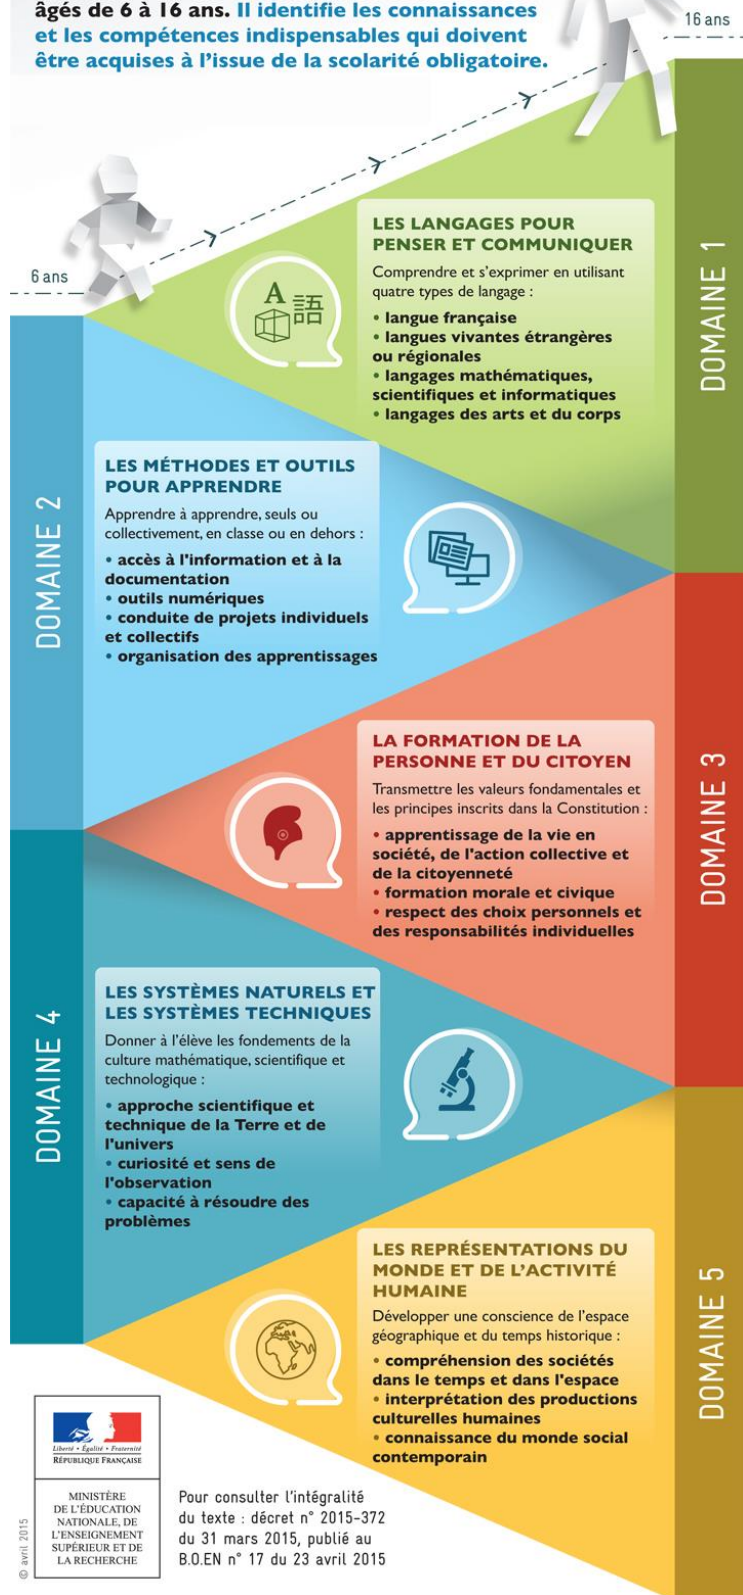 âgés de 6 à 16 ans. Il identifie les connaissances
et les compétences indispensables qui doivent
être acquises à l'issue de la scolarité obligatoire.
16 ans
6 ans
DOMAINE 1
LES LANGAGES POUR
PENSER ET COMMUNIQUER
Comprendre et s'exprimer en utilisant
quatre types de langage :
• langue française
• langues vivantes étrangères
ou régionales
• langages mathématiques,
scientifiques et informatiques
• langages des arts et du corps
A 語
DOMAINE 2
LES MÉTHODES ET OUTILS
POUR APPRENDRE
Apprendre à apprendre, seuls ou
collectivement, en classe ou en dehors :
• accès à l'information et à la
documentation
• outils numériques
• conduite de projets individuels
et collectifs
• organisation des apprentissages
DOMAINE 3
LA FORMATION DE LA
PERSONNE ET DU CITOYEN
Transmettre les valeurs fondamentales et
les principes inscrits dans la Constitution :
• apprentissage de la vie en
société, de l'action collective et
de la citoyenneté
• formation morale et civique
• respect des choix personnels et
des responsabilités individuelles
DOMAINE 4
LES SYSTÈMES NATURELS ET
LES SYSTÈMES TECHNIQUES
Donner à l'élève les fondements de la
culture mathématique, scientifique et
technologique :
• approche scientifique et
technique de la Terre et de
l'univers
• curiosité et sens de
l'observation
• capacité à résoudre des
problèmes
DOMAINE 5
LES REPRÉSENTATIONS DU
MONDE ET DE L'ACTIVITÉ
HUMAINE
Développer une conscience de l'espace
géographique et du temps historique :
• compréhension des sociétés
dans le temps et dans l'espace
• interprétation des productions
culturelles humaines
• connaissance du monde social
contemporain
Liberté • Égalité • Fraternité
RÉPUBLIQUE FRANÇAISE
MINISTÈRE
DE L'ÉDUCATION
NATIONALE, DE
L'ENSEIGNEMENT
SUPÉRIEUR ET DE
LA RECHERCHE
© avril 2015
Pour consulter l'intégralité
du texte : décret n° 2015-372
du 31 mars 2015, publié au
B.O.EN n° 17 du 23 avril 2015